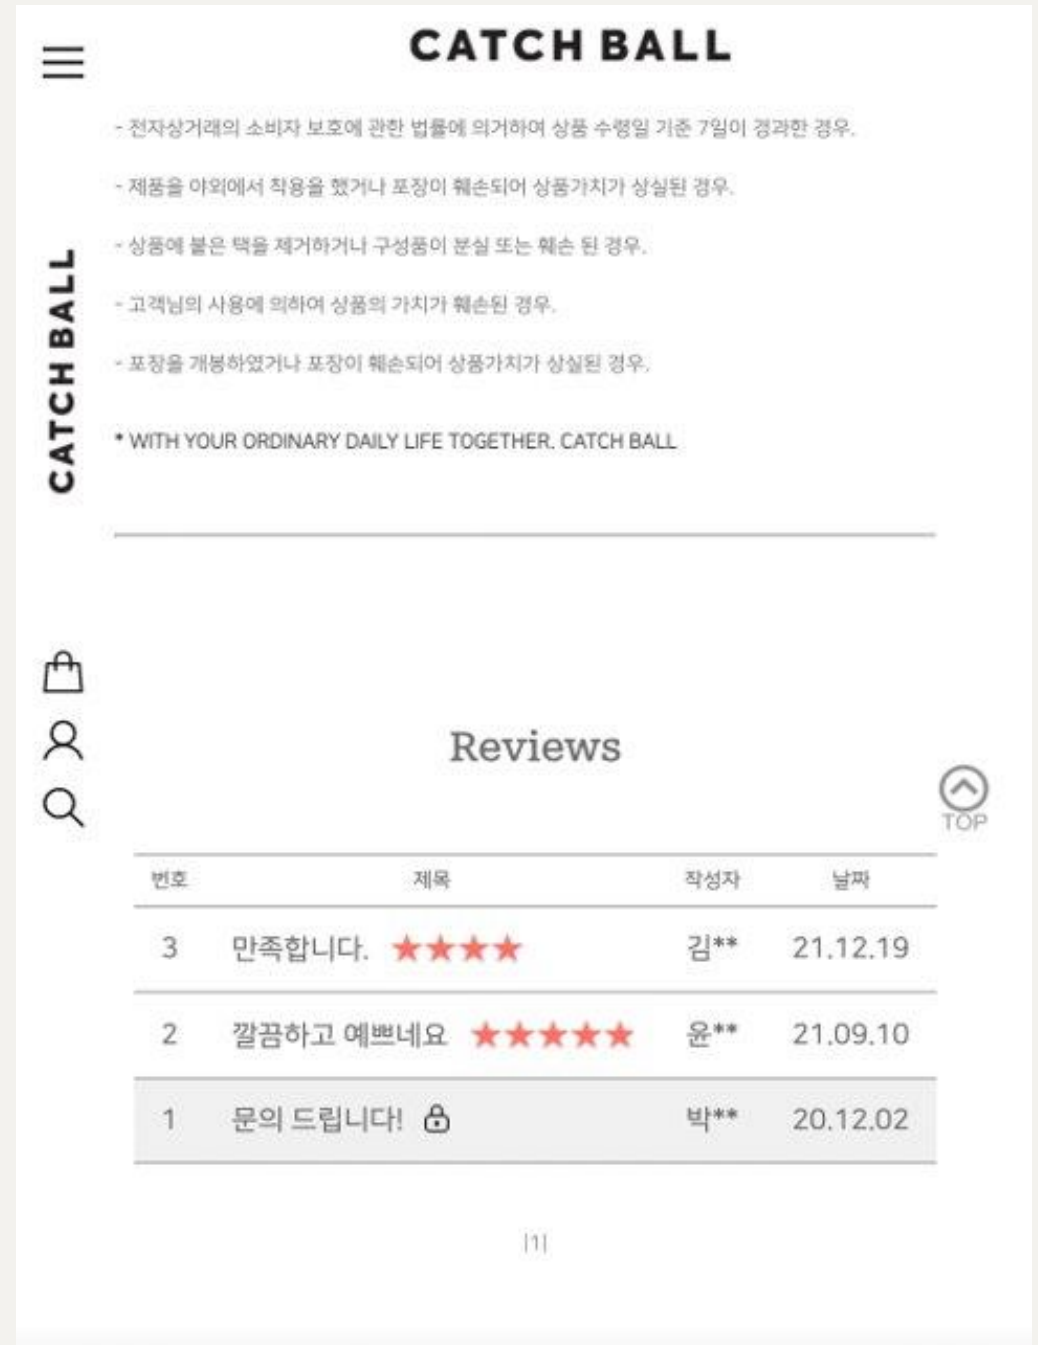 CATCH BALL
- 전자상거래의 소비자 보호에 관한 법률에 의거하여 상품 수령일 기준 7일이 경과한 경우.
- 제품을 야외에서 착용을 했거나 포장이 훼손되어 상품가치가 상실된 경우.
- 상품에 붙은 택을 제거하거나 구성품이 분실 또는 훼손 된 경우.
- 고객님의 사용에 의하여 상품의 가치가 훼손된 경우.
- 포장을 개봉하였거나 포장이 훼손되어 상품가치가 상실된 경우.
* WITH YOUR ORDINARY DAILY LIFE TOGETHER. CATCH BALL
CATCH BALL
Reviews
TOP
번호 제목 작성자 날짜
3 만족합니다. ★★★★ 김** 21.12.19
2 깔끔하고 예쁘네요 ★★★★★ 윤** 21.09.10
1 문의 드립니다! 박** 20.12.02
|1|